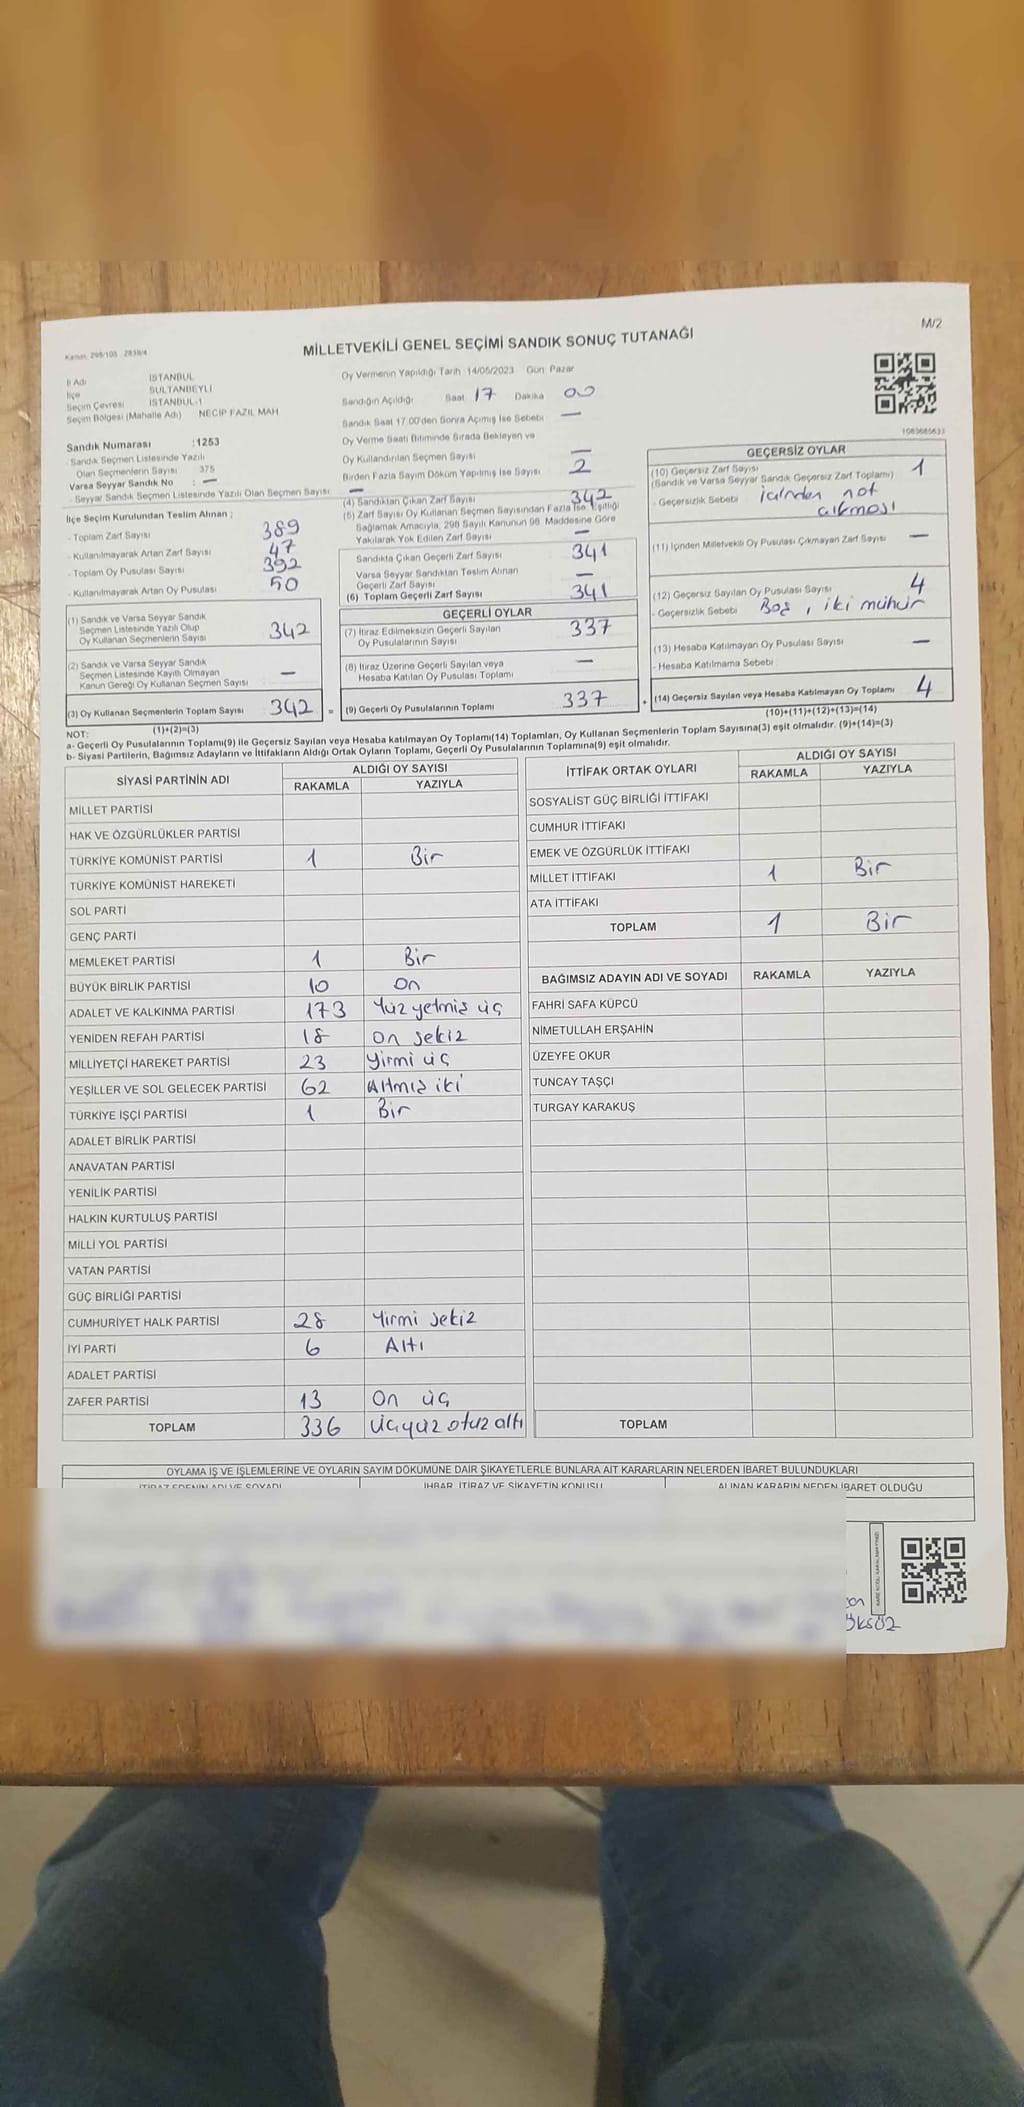 M/2
Kanun, 298/105 - 2839/4
MİLLETVEKİLİ GENEL SEÇİMİ SANDIK SONUÇ TUTANAĞI
İl Adı İSTANBUL
İlçe SULTANBEYLİ
Seçim Çevresi İSTANBUL-1
Seçim Bölgesi (Mahalle Adı) NECİP FAZIL MAH.
Sandık Numarası :1253
- Sandık Seçmen Listesinde Yazılı
Olan Seçmenlerin Sayısı 375
Varsa Seyyar Sandık No : —
- Seyyar Sandık Seçmen Listesinde Yazılı Olan Seçmen Sayısı : —
İlçe Seçim Kurulundan Teslim Alınan ;
- Toplam Zarf Sayısı 389
- Kullanılmayarak Artan Zarf Sayısı 47
- Toplam Oy Pusulası Sayısı 392
- Kullanılmayarak Artan Oy Pusulası 50
(1) Sandık ve Varsa Seyyar Sandık
Seçmen Listesinde Yazılı Olup
Oy Kullanan Seçmenlerin Sayısı 342
(2) Sandık ve Varsa Seyyar Sandık
Seçmen Listesinde Kayıtlı Olmayan
Kanun Gereği Oy Kullanan Seçmen Sayısı —
(3) Oy Kullanan Seçmenlerin Toplam Sayısı 342 =
(1)+(2)=(3)
Oy Vermenin Yapıldığı Tarih :14/05/2023 Gün: Pazar
Sandığın Açıldığı Saat 17 Dakika 00
Sandık Saat 17.00'den Sonra Açılmış İse Sebebi : —
Oy Verme Saati Bitiminde Sırada Bekleyen ve
Oy Kullandırılan Seçmen Sayısı —
Birden Fazla Sayım Döküm Yapılmış İse Sayısı 2
(4) Sandıktan Çıkan Zarf Sayısı 342
(5) Zarf Sayısı Oy Kullanan Seçmen Sayısından Fazla İse, Eşitliği
Sağlamak Amacıyla, 298 Sayılı Kanunun 98. Maddesine Göre
Yakılarak Yok Edilen Zarf Sayısı —
Sandıkta Çıkan Geçerli Zarf Sayısı 341
Varsa Seyyar Sandıktan Teslim Alınan
Geçerli Zarf Sayısı —
(6) Toplam Geçerli Zarf Sayısı 341
GEÇERLİ OYLAR
(7) İtiraz Edilmeksizin Geçerli Sayılan
Oy Pusulalarının Sayısı 337
(8) İtiraz Üzerine Geçerli Sayılan veya
Hesaba Katılan Oy Pusulası Toplamı —
(9) Geçerli Oy Pusulalarının Toplamı 337 +
1083685633
GEÇERSİZ OYLAR
(10) Geçersiz Zarf Sayısı 1
(Sandık ve Varsa Seyyar Sandık Geçersiz Zarf Toplamı)
- Geçersizlik Sebebi içinden not
çıkması
(11) İçinden Milletvekili Oy Pusulası Çıkmayan Zarf Sayısı —
(12) Geçersiz Sayılan Oy Pusulası Sayısı 4
- Geçersizlik Sebebi Boş, iki mühür
(13) Hesaba Katılmayan Oy Pusulası Sayısı —
- Hesaba Katılmama Sebebi :
(14) Geçersiz Sayılan veya Hesaba Katılmayan Oy Toplamı 4
(10)+(11)+(12)+(13)=(14)
NOT:
a- Geçerli Oy Pusulalarının Toplamı(9) ile Geçersiz Sayılan veya Hesaba katılmayan Oy Toplamı(14) Toplamları, Oy Kullanan Seçmenlerin Toplam Sayısına(3) eşit olmalıdır. (9)+(14)=(3)
b- Siyasi Partilerin, Bağımsız Adayların ve İttifakların Aldığı Ortak Oyların Toplamı, Geçerli Oy Pusulalarının Toplamına(9) eşit olmalıdır.
SİYASİ PARTİNİN ADI ALDIĞI OY SAYISI
RAKAMLA YAZIYLA
MİLLET PARTİSİ
HAK VE ÖZGÜRLÜKLER PARTİSİ
TÜRKİYE KOMÜNİST PARTİSİ 1 Bir
TÜRKİYE KOMÜNİST HAREKETİ
SOL PARTİ
GENÇ PARTİ
MEMLEKET PARTİSİ 1 Bir
BÜYÜK BİRLİK PARTİSİ 10 On
ADALET VE KALKINMA PARTİSİ 173 Yüz yetmiş üç
YENİDEN REFAH PARTİSİ 18 On sekiz
MİLLİYETÇİ HAREKET PARTİSİ 23 Yirmi üç
YEŞİLLER VE SOL GELECEK PARTİSİ 62 Altmış iki
TÜRKİYE İŞÇİ PARTİSİ 1 Bir
ADALET BİRLİK PARTİSİ
ANAVATAN PARTİSİ
YENİLİK PARTİSİ
HALKIN KURTULUŞ PARTİSİ
MİLLİ YOL PARTİSİ
VATAN PARTİSİ
GÜÇ BİRLİĞİ PARTİSİ
CUMHURİYET HALK PARTİSİ 28 Yirmi sekiz
İYİ PARTİ 6 Altı
ADALET PARTİSİ
ZAFER PARTİSİ 13 On üç
TOPLAM 336 Üçyüz otuz altı
İTTİFAK ORTAK OYLARI ALDIĞI OY SAYISI
RAKAMLA YAZIYLA
SOSYALİST GÜÇ BİRLİĞİ İTTİFAKI
CUMHUR İTTİFAKI
EMEK VE ÖZGÜRLÜK İTTİFAKI
MİLLET İTTİFAKI 1 Bir
ATA İTTİFAKI
TOPLAM 1 Bir
BAĞIMSIZ ADAYIN ADI VE SOYADI RAKAMLA YAZIYLA
FAHRİ SAFA KÜPCÜ
NİMETULLAH ERŞAHİN
ÜZEYFE OKUR
TUNCAY TAŞÇI
TURGAY KARAKUŞ
TOPLAM
OYLAMA İŞ VE İŞLEMLERİNE VE OYLARIN SAYIM DÖKÜMÜNE DAİR ŞİKAYETLERLE BUNLARA AİT KARARLARIN NELERDEN İBARET BULUNDUKLARI
İTİRAZ EDENİN ADI VE SOYADI İHBAR, İTİRAZ VE ŞİKAYETİN KONUSU ALINAN KARARIN NEDEN İBARET OLDUĞU